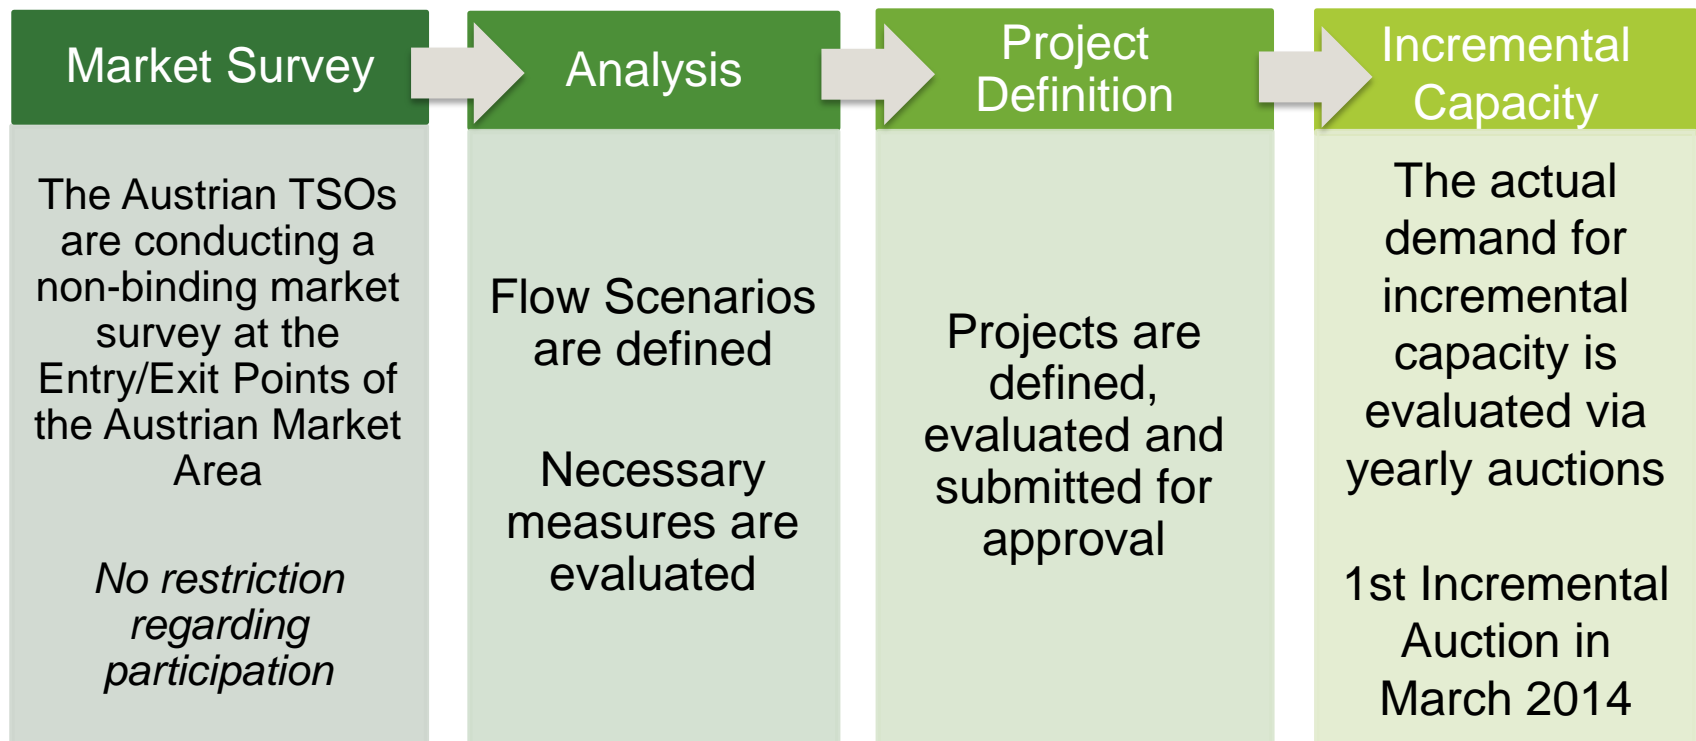 Market Survey
The Austrian TSOs
are conducting a
non-binding market
survey at the
Entry/Exit Points of
the Austrian Market
Area
No restriction
regarding
participation
Analysis
Flow Scenarios
are defined
Necessary
measures are
evaluated
Project
Definition
Projects are
defined,
evaluated and
submitted for
approval
Incremental
Capacity
The actual
demand for
incremental
capacity is
evaluated via
yearly auctions
1st Incremental
Auction in
March 2014